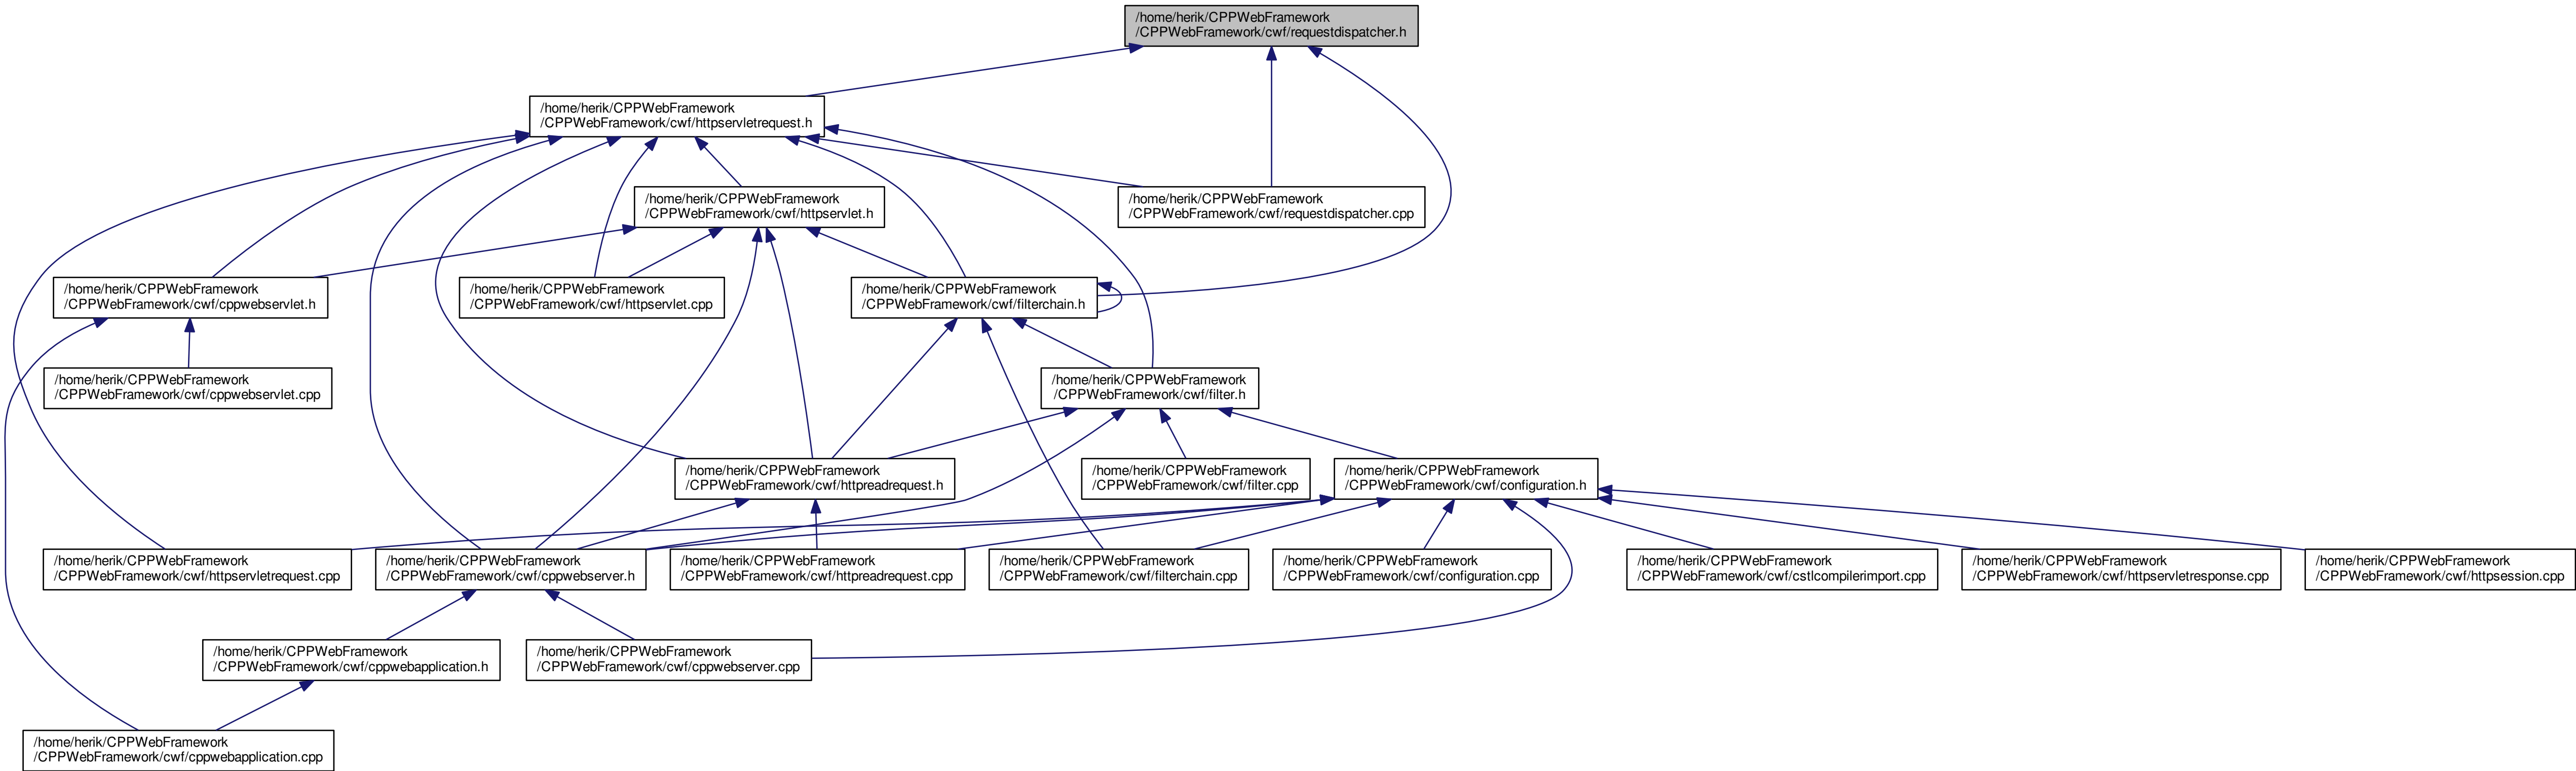 /home/herik/CPPWebFramework
/CPPWebFramework/cwf/requestdispatcher.h
/home/herik/CPPWebFramework
/CPPWebFramework/cwf/httpservletrequest.h
/home/herik/CPPWebFramework
/CPPWebFramework/cwf/httpservlet.h
/home/herik/CPPWebFramework
/CPPWebFramework/cwf/requestdispatcher.cpp
/home/herik/CPPWebFramework
/CPPWebFramework/cwf/cppwebservlet.h
/home/herik/CPPWebFramework
/CPPWebFramework/cwf/httpservlet.cpp
/home/herik/CPPWebFramework
/CPPWebFramework/cwf/filterchain.h
/home/herik/CPPWebFramework
/CPPWebFramework/cwf/cppwebservlet.cpp
/home/herik/CPPWebFramework
/CPPWebFramework/cwf/filter.h
/home/herik/CPPWebFramework
/CPPWebFramework/cwf/httpreadrequest.h
/home/herik/CPPWebFramework
/CPPWebFramework/cwf/filter.cpp
/home/herik/CPPWebFramework
/CPPWebFramework/cwf/configuration.h
/home/herik/CPPWebFramework
/CPPWebFramework/cwf/httpservletrequest.cpp
/home/herik/CPPWebFramework
/CPPWebFramework/cwf/cppwebserver.h
/home/herik/CPPWebFramework
/CPPWebFramework/cwf/httpreadrequest.cpp
/home/herik/CPPWebFramework
/CPPWebFramework/cwf/filterchain.cpp
/home/herik/CPPWebFramework
/CPPWebFramework/cwf/configuration.cpp
/home/herik/CPPWebFramework
/CPPWebFramework/cwf/cstlcompilerimport.cpp
/home/herik/CPPWebFramework
/CPPWebFramework/cwf/httpservletresponse.cpp
/home/herik/CPPWebFramework
/CPPWebFramework/cwf/httpsession.cpp
/home/herik/CPPWebFramework
/CPPWebFramework/cwf/cppwebapplication.h
/home/herik/CPPWebFramework
/CPPWebFramework/cwf/cppwebserver.cpp
/home/herik/CPPWebFramework
/CPPWebFramework/cwf/cppwebapplication.cpp